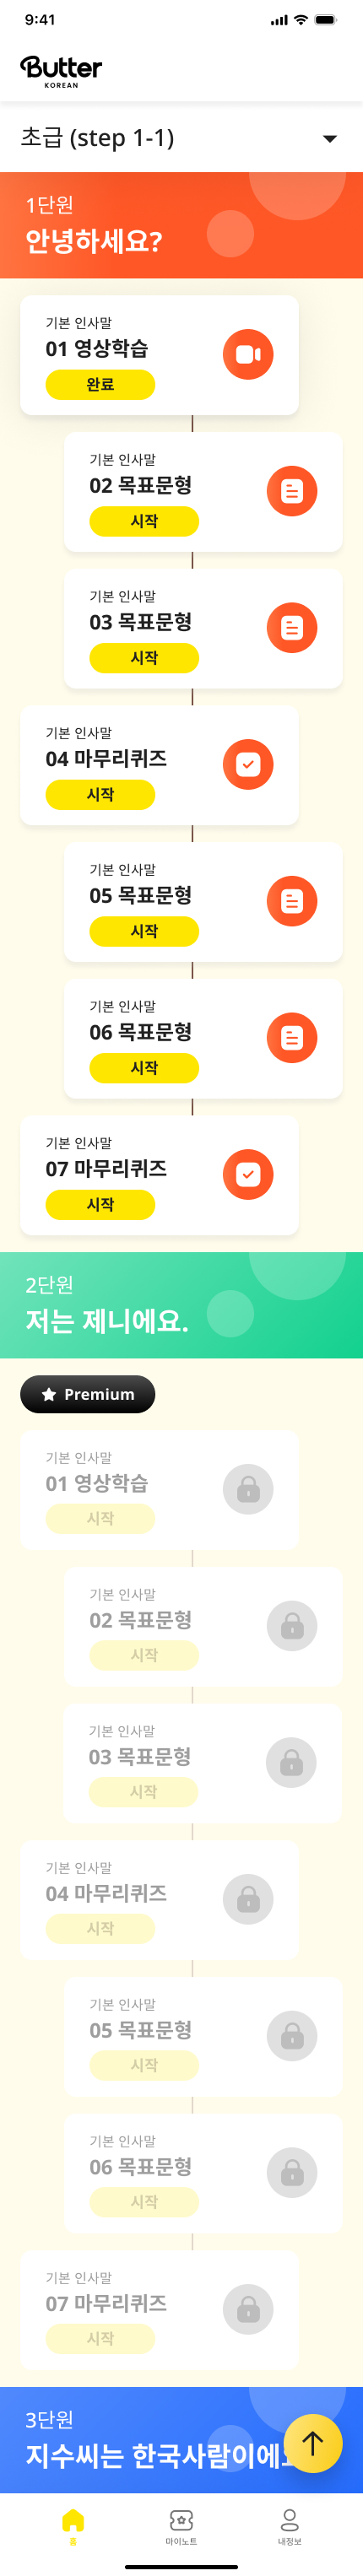 9:41
Butter
KOREAN
초급 (step 1-1)
1단원
안녕하세요?
기본 인사말
01 영상학습
완료
기본 인사말
02 목표문형
시작
기본 인사말
03 목표문형
시작
기본 인사말
04 마무리퀴즈
시작
기본 인사말
05 목표문형
시작
기본 인사말
06 목표문형
시작
기본 인사말
07 마무리퀴즈
시작
2단원
저는 제니에요.
Premium
기본 인사말
01 영상학습
시작
기본 인사말
02 목표문형
시작
기본 인사말
03 목표문형
시작
기본 인사말
04 마무리퀴즈
시작
기본 인사말
05 목표문형
시작
기본 인사말
06 목표문형
시작
기본 인사말
07 마무리퀴즈
시작
3단원
지수씨는 한국사람이에
홈
마이노트
내정보